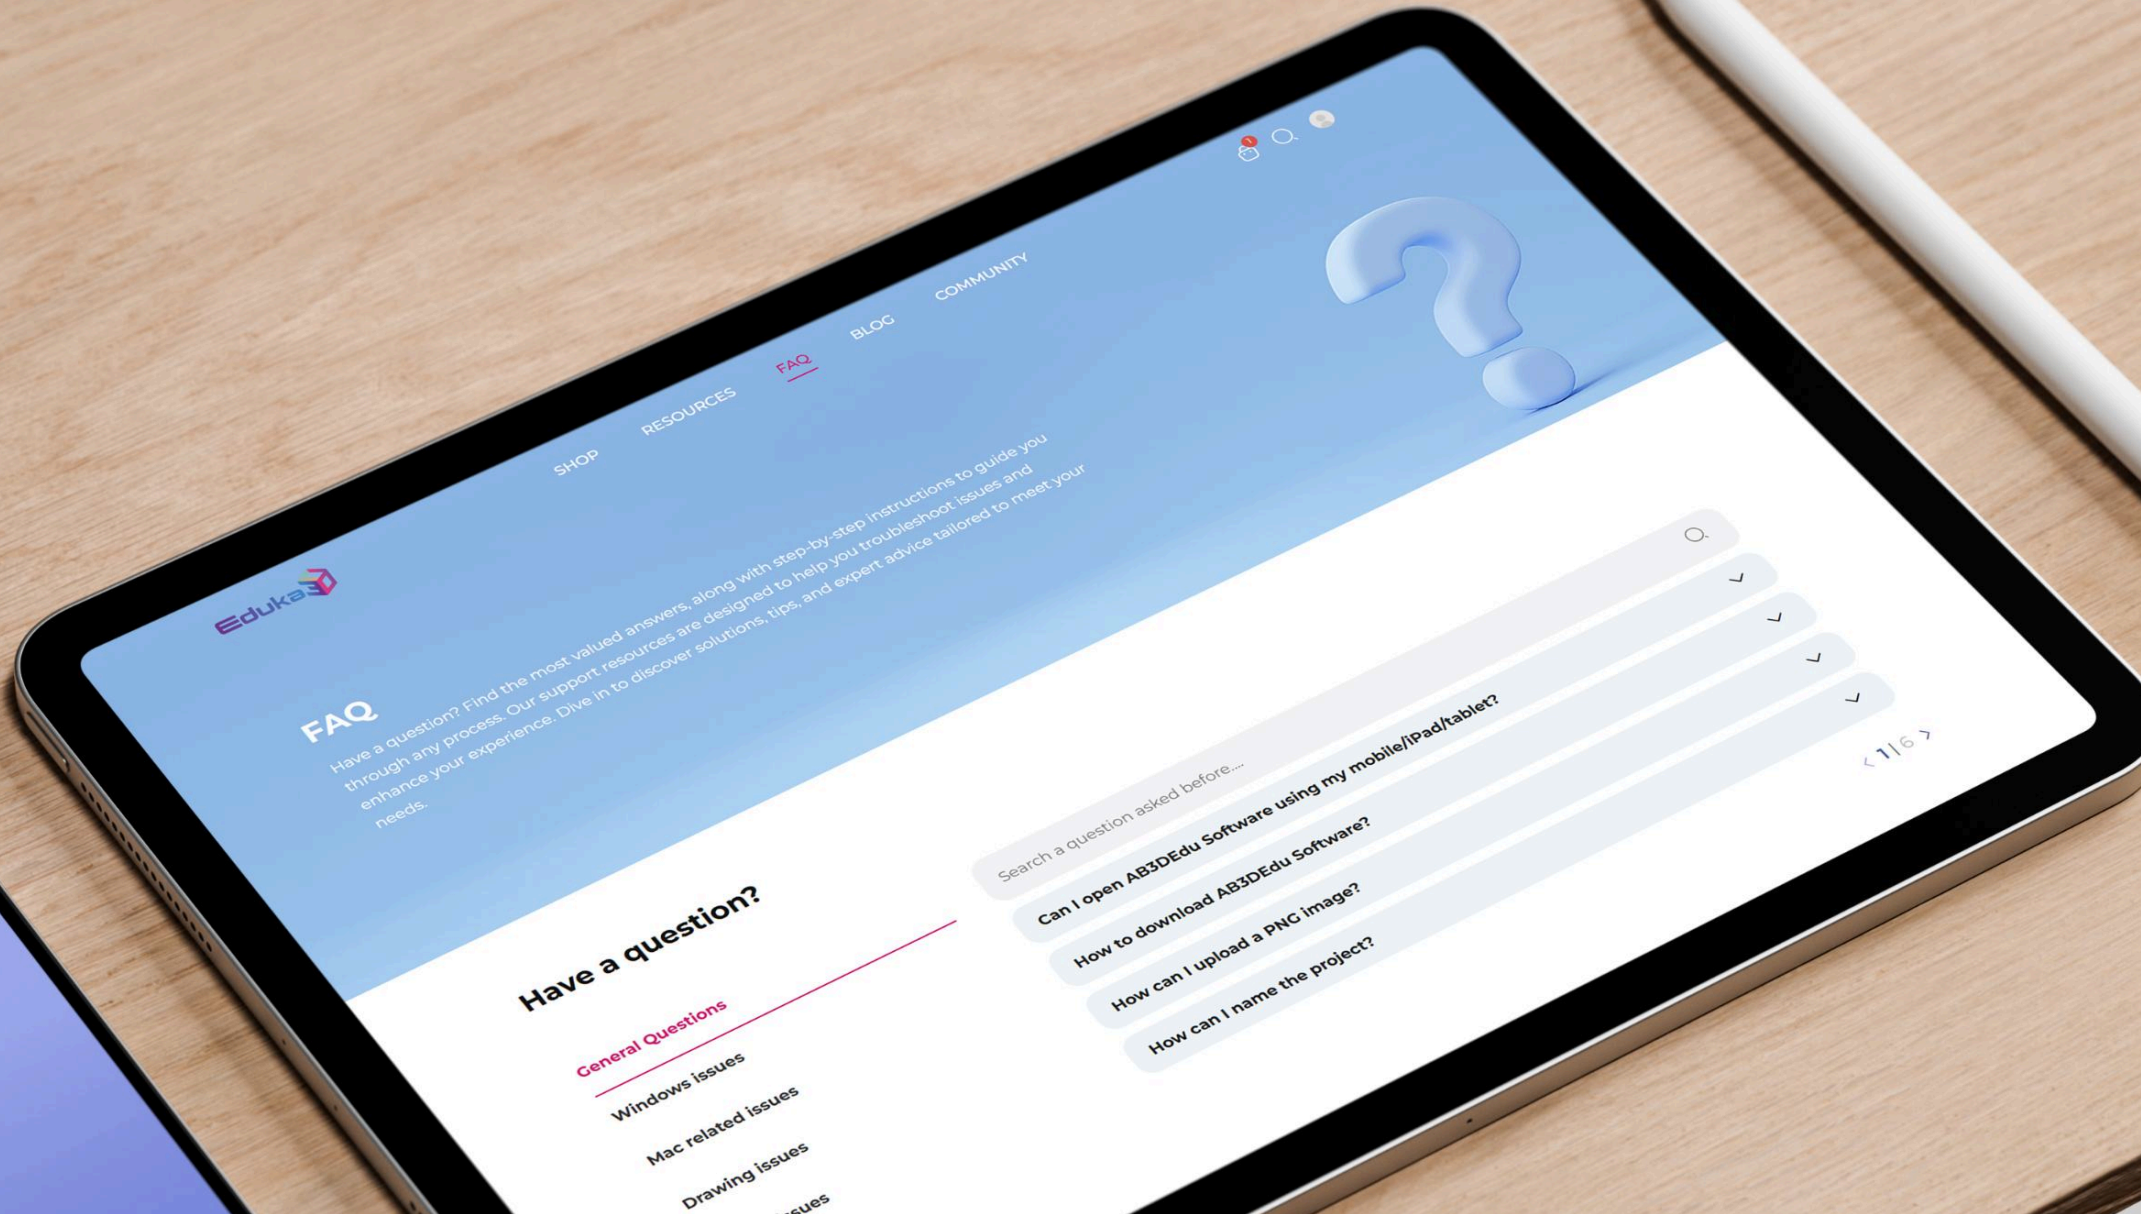 1
Eduka3D
SHOP
RESOURCES
FAQ
BLOG
COMMUNITY
FAQ
Have a question? Find the most valued answers, along with step-by-step instructions to guide you
through any process. Our support resources are designed to help you troubleshoot issues and
enhance your experience. Dive in to discover solutions, tips, and expert advice tailored to meet your
needs.
Have a question?
General Questions
Windows issues
Mac related issues
Drawing issues
Search a question asked before....
Can I open AB3DEdu Software using my mobile/iPad/tablet?
How to download AB3DEdu Software?
How can I upload a PNG image?
How can I name the project?
< 1 | 6 >